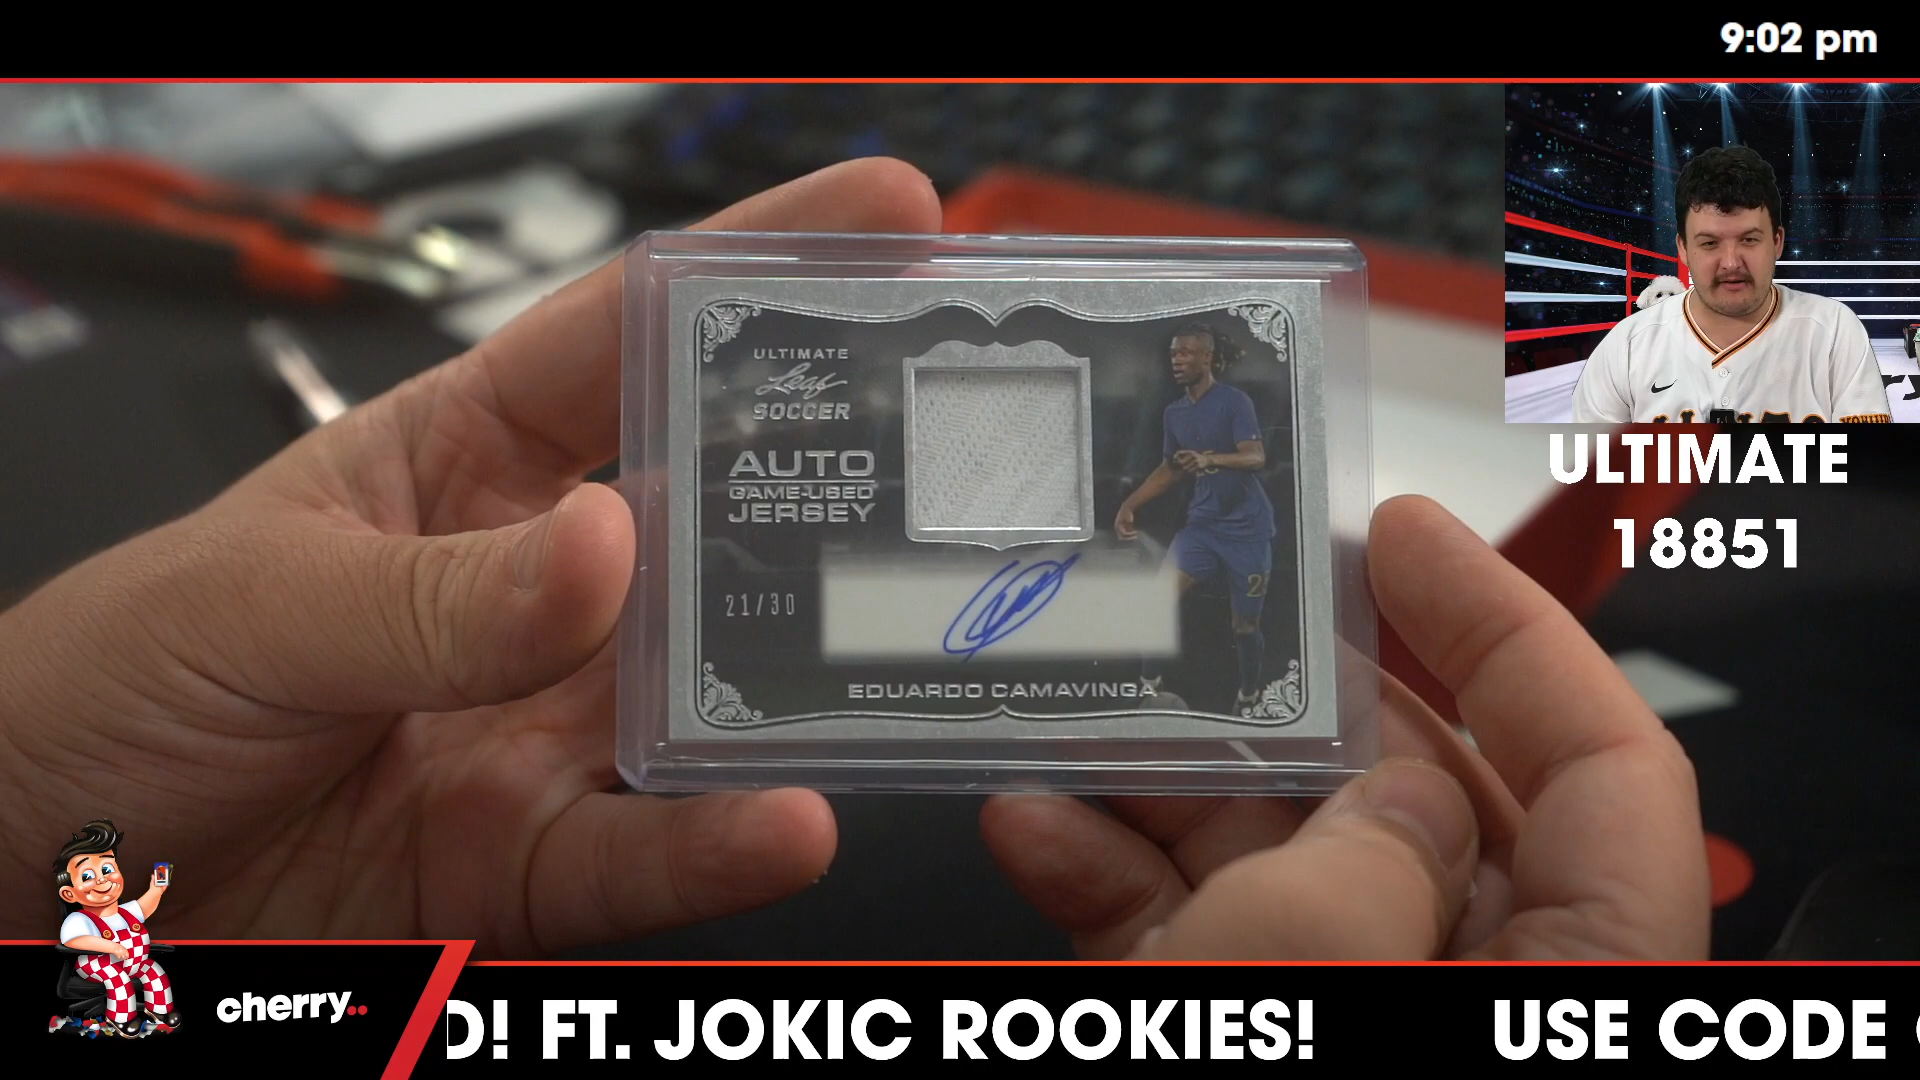 9:02 pm
ULTIMATE
Leaf
SOCCER
AUTO
GAME-USED
JERSEY
21/30
EDUARDO CAMAVINGA
ULTIMATE
18851
cherry..
D! FT. JOKIC ROOKIES!
USE CODE